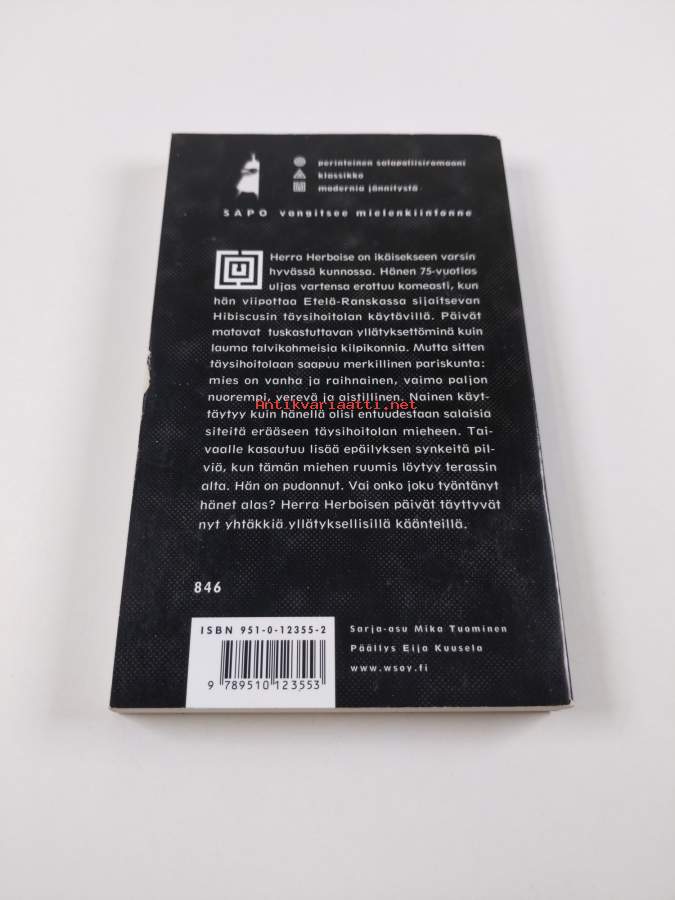 perinteinen salapoliisiromaani
klassikko
modernia jännitystä
SAPO vangitsee mielenkiintonne
Herra Herboise on ikäisekseen varsin
hyvässä kunnossa. Hänen 75-vuotias
uljas vartensa erottuu komeasti, kun
hän viipottaa Etelä-Ranskassa sijaitsevan
Hibiscusin täysihoitolan käytävillä. Päivät
matavat tuskastuttavan yllätyksettöminä kuin
lauma talvikohmeisia kilpikonnia. Mutta sitten
täysihoitolaan saapuu merkillinen pariskunta:
mies on vanha ja raihnainen, vaimo paljon
nuorempi, verevä ja aistillinen. Nainen käyt-
Antikvariaatti.net
täytyy kuin hänellä olisi entuudestaan salaisia
siteitä erääseen täysihoitolan mieheen. Tai-
vaalle kasautuu lisää epäilyksen synkeitä pil-
viä, kun tämän miehen ruumis löytyy terassin
alta. Hän on pudonnut. Vai onko joku työntänyt
hänet alas? Herra Herboisen päivät täyttyvät
nyt yhtäkkiä yllätyksellisillä käänteillä.
846
ISBN 951-0-12355-2
9 789510 123553
Sarja-asu Mika Tuominen
Päällys Eija Kuusela
www.wsoy.fi